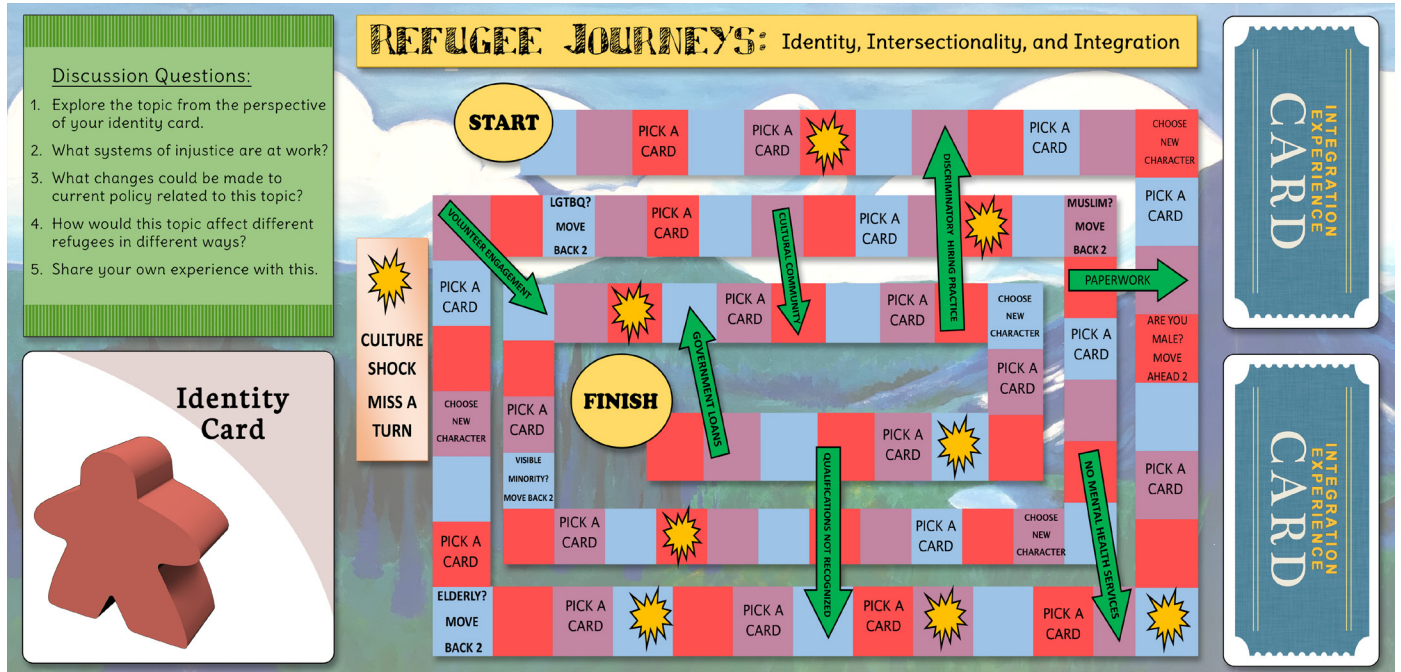 REFUGEE JOURNEYS: Identity, Intersectionality, and Integration
Discussion Questions:
1. Explore the topic from the perspective
of your identity card.
2. What systems of injustice are at work?
3. What changes could be made to
current policy related to this topic?
4. How would this topic affect different
refugees in different ways?
5. Share your own experience with this.
Identity
Card
CULTURE
SHOCK
MISS A
TURN
START
PICK A
CARD
PICK A
CARD
PICK A
CARD
CHOOSE
NEW
CHARACTER
PICK A
CARD
ARE YOU
MALE?
MOVE
AHEAD 2
PICK A
CARD
PICK A
CARD
PICK A
CARD
PICK A
CARD
PICK A
CARD
ELDERLY?
MOVE
BACK 2
PICK A
CARD
CHOOSE
NEW
CHARACTER
PICK A
CARD
VOLUNTEER ENGAGEMENT
LGTBQ?
MOVE
BACK 2
PICK A
CARD
CULTURAL COMMUNITY
PICK A
CARD
DISCRIMINATORY HIRING PRACTICE
MUSLIM?
MOVE
BACK 2
PAPERWORK
PICK A
CARD
NO MENTAL HEALTH SERVICES
CHOOSE
NEW
CHARACTER
PICK A
CARD
QUALIFICATIONS NOT RECOGNIZED
PICK A
CARD
VISIBLE
MINORITY?
MOVE BACK 2
PICK A
CARD
GOVERNMENT LOANS
PICK A
CARD
PICK A
CARD
CHOOSE
NEW
CHARACTER
PICK A
CARD
PICK A
CARD
FINISH
INTEGRATION
EXPERIENCE
CARD
INTEGRATION
EXPERIENCE
CARD